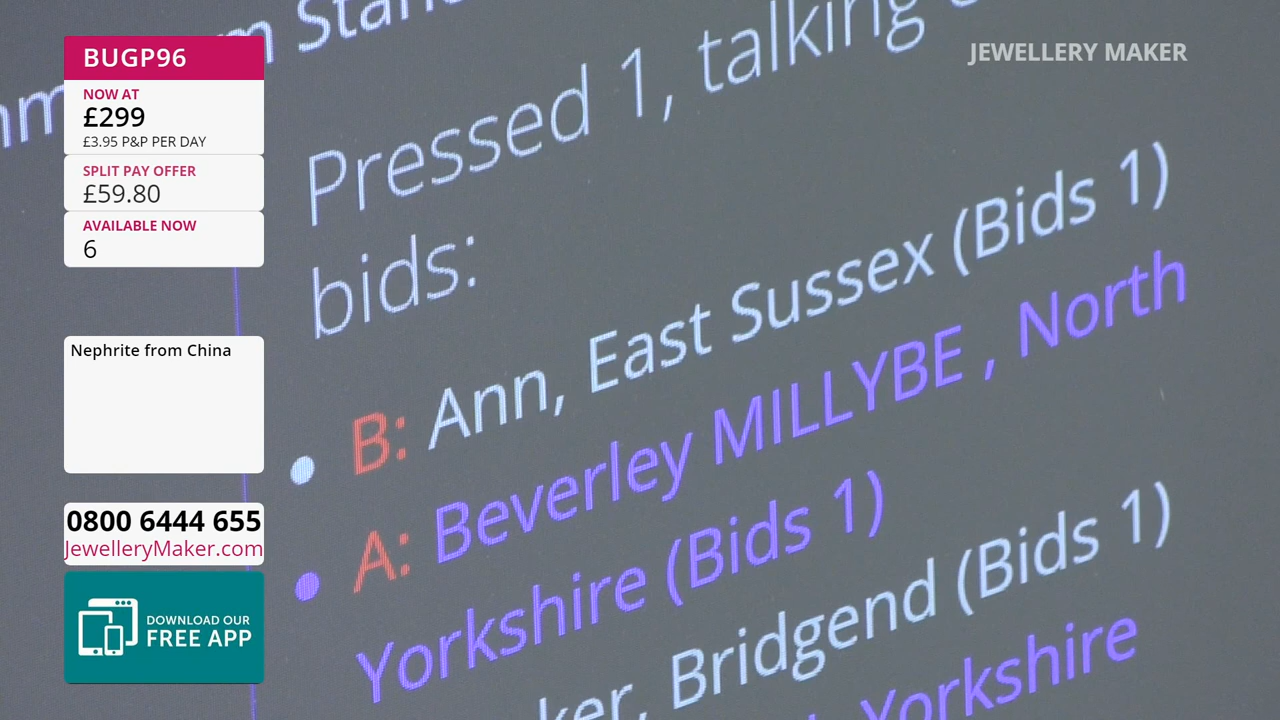 BUGP96
NOW AT
£299
£3.95 P&P PER DAY
SPLIT PAY OFFER
£59.80
AVAILABLE NOW
6
Nephrite from China
0800 6444 655
JewelleryMaker.com
DOWNLOAD OUR
FREE APP
JEWELLERY MAKER
Pressed 1, talking
bids:
• B: Ann, East Sussex (Bids 1)
• A: Beverley MILLYBE , North
Yorkshire (Bids 1)
Bridgend (Bids 1)
Yorkshire